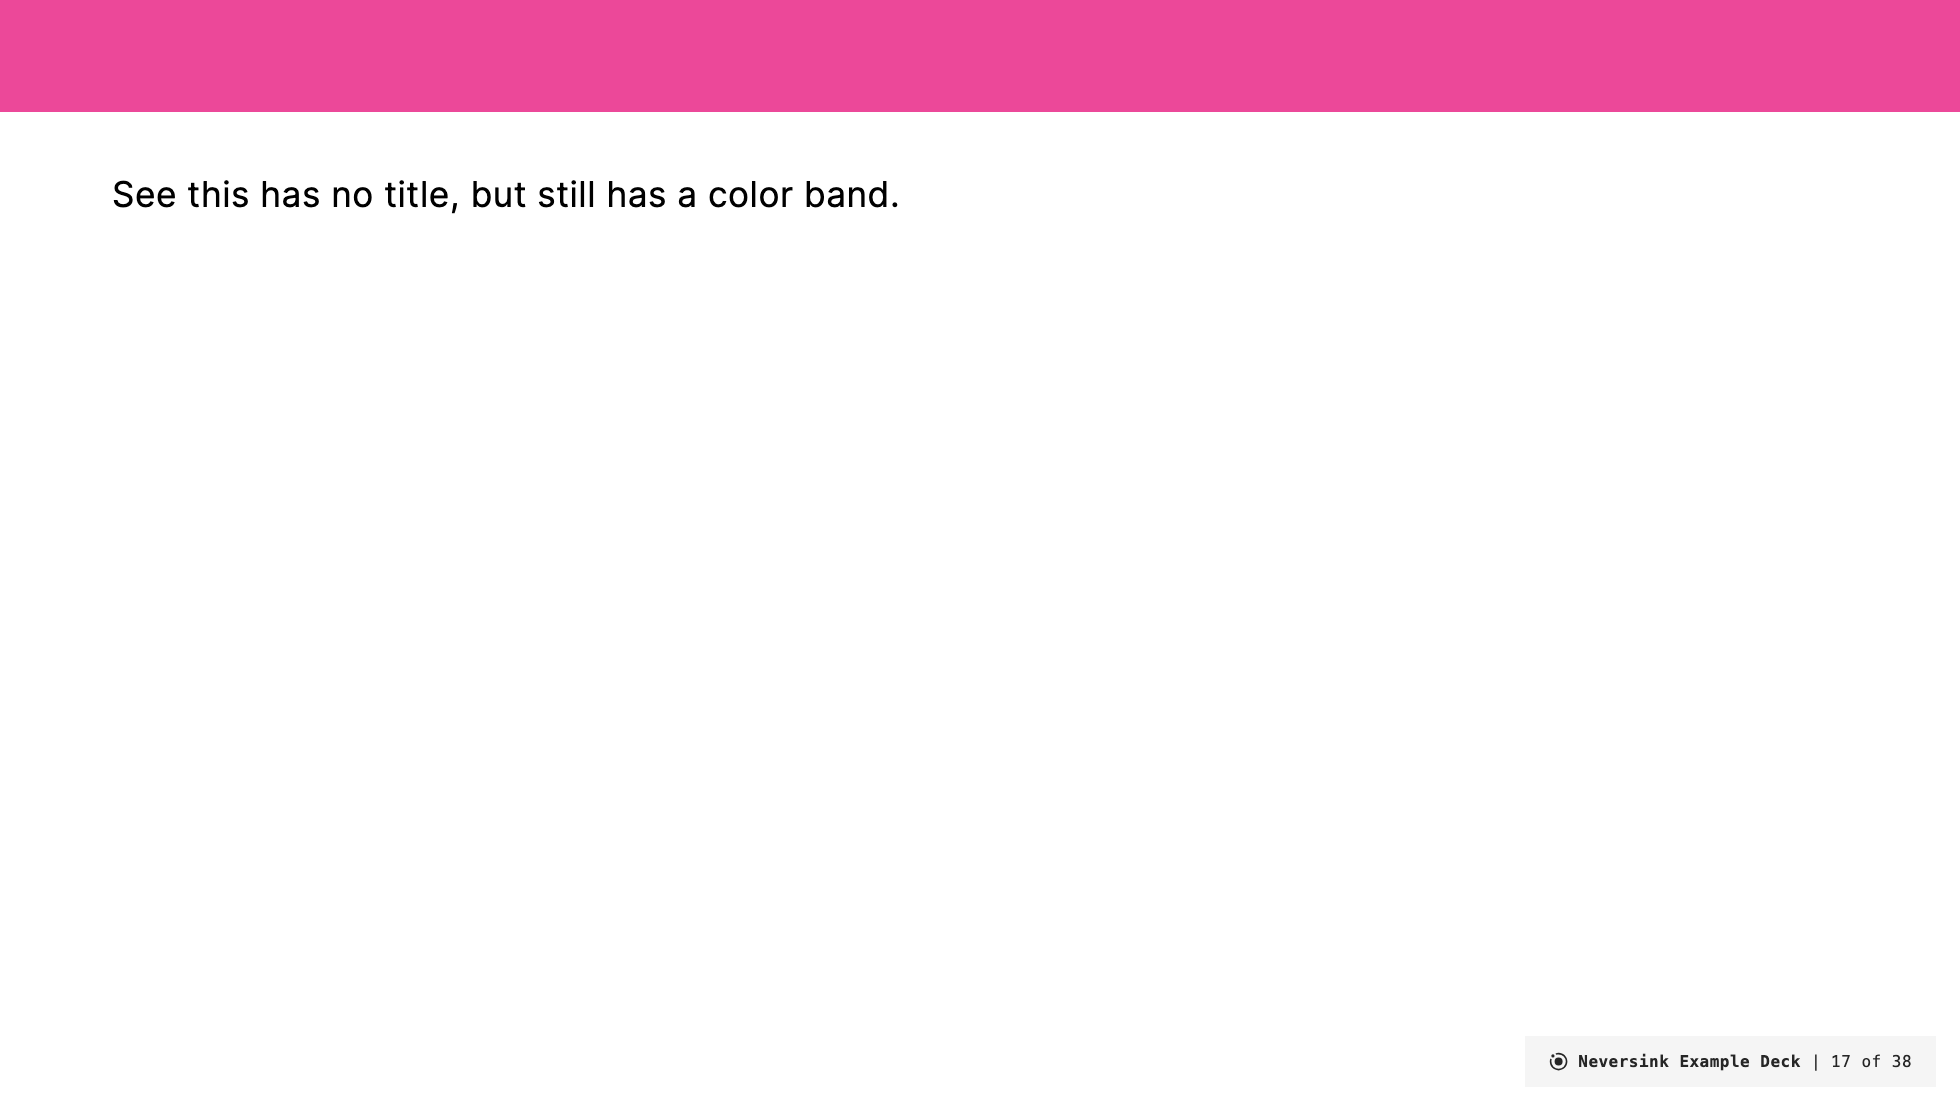 See this has no title, but still has a color band.
Neversink Example Deck | 17 of 38